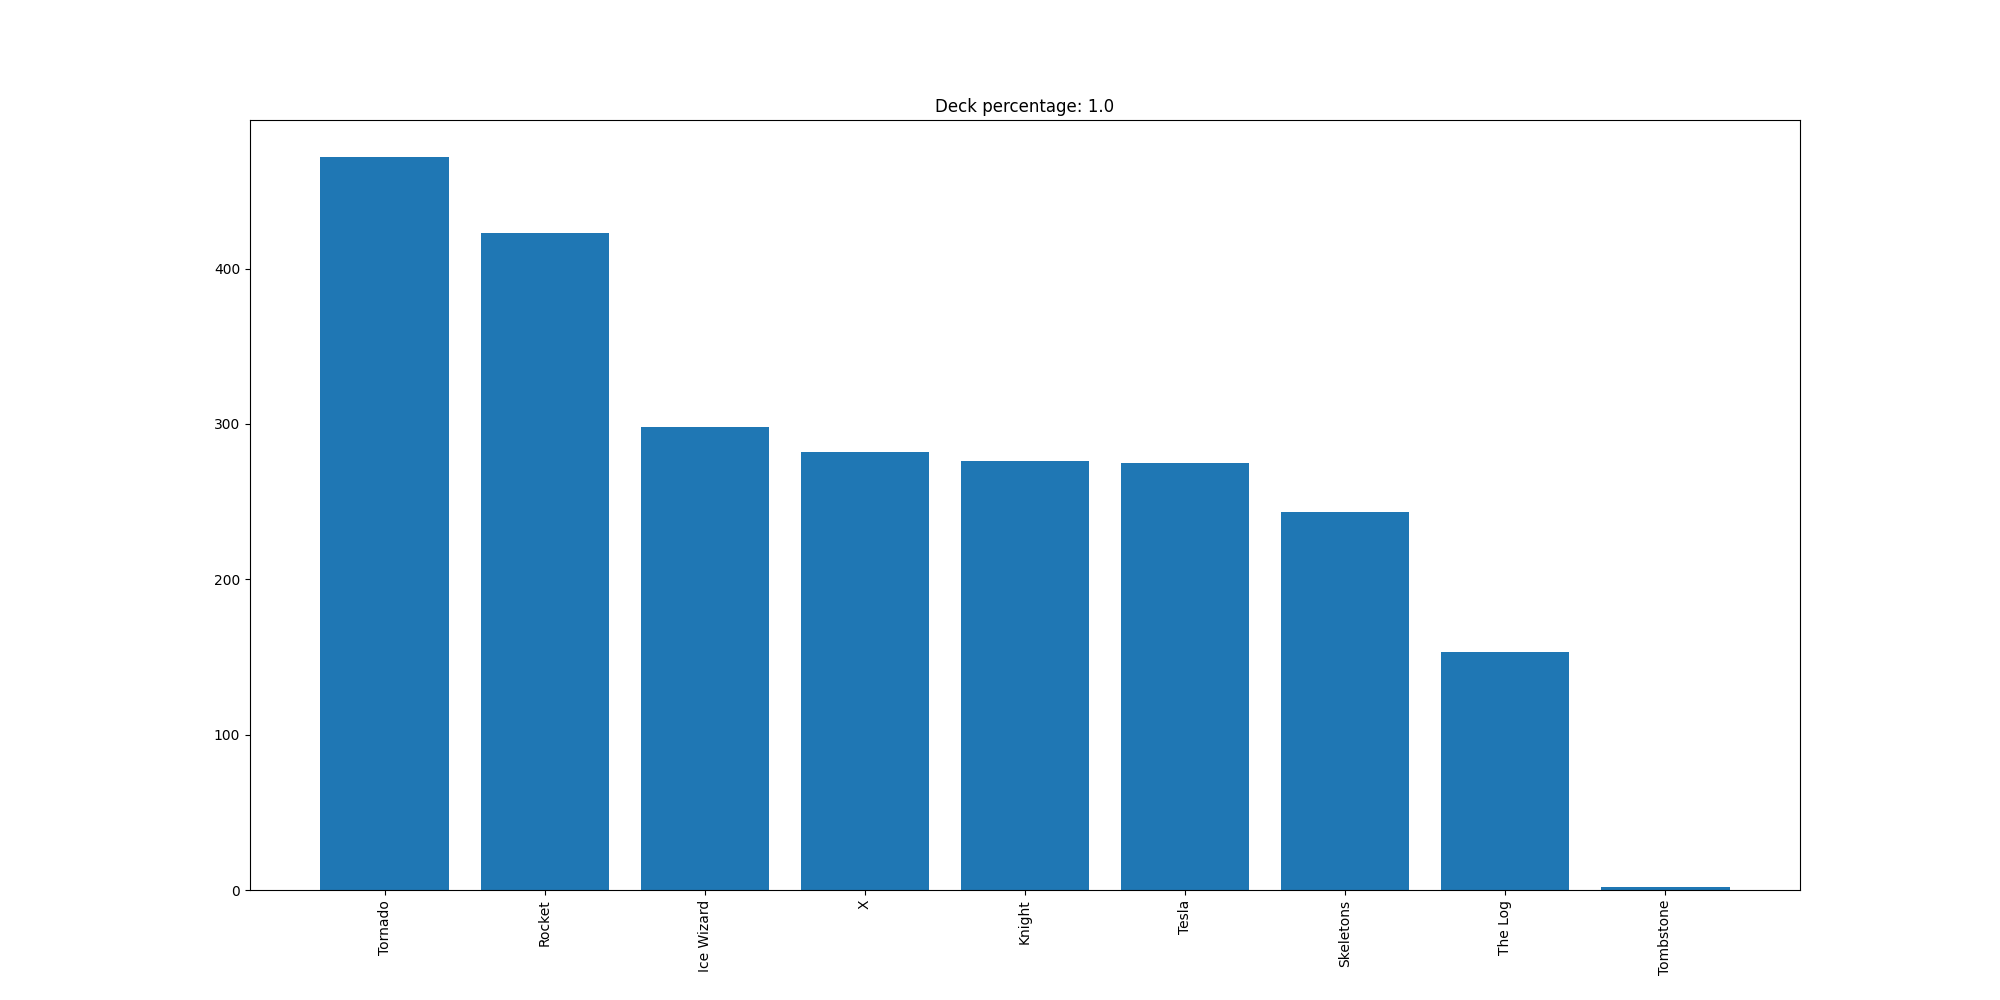 Deck percentage: 1.0
400
300
200
100
0
Tornado
Rocket
Ice Wizard
X
Knight
Tesla
Skeletons
The Log
Tombstone